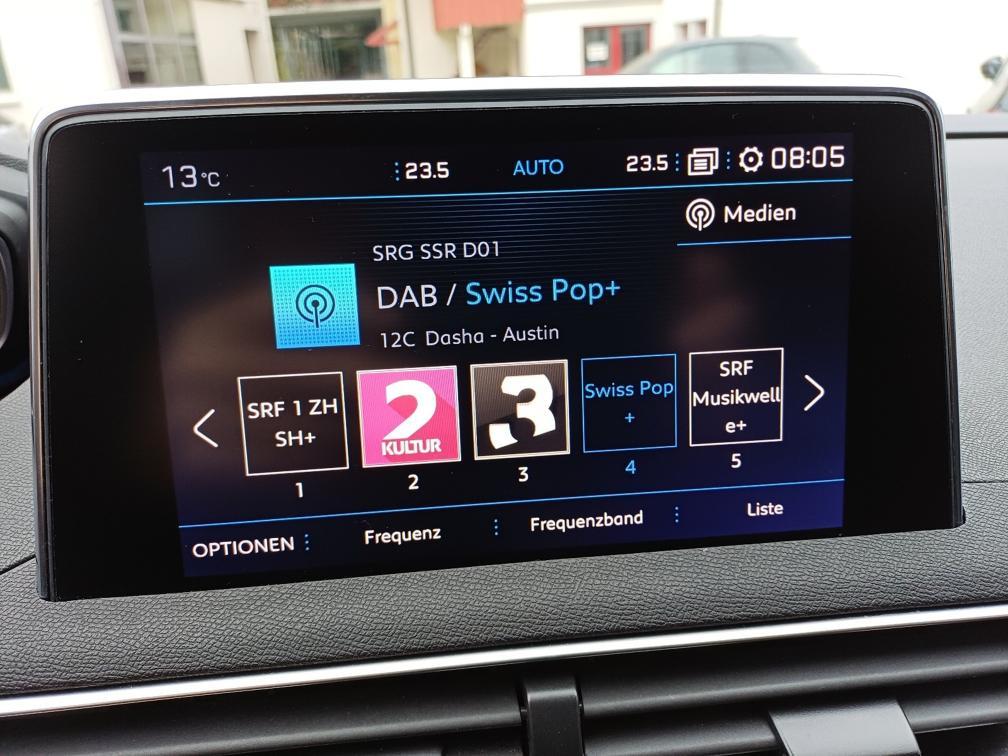 13°C
23.5
AUTO
23.5
08:05
Medien
SRG SSR D01
DAB / Swiss Pop+
12C Dasha - Austin
SRF 1 ZH
SH+
2
KULTUR
3
Swiss Pop
+
SRF
Musikwell
e+
1
2
3
4
5
OPTIONEN
Frequenz
Frequenzband
Liste